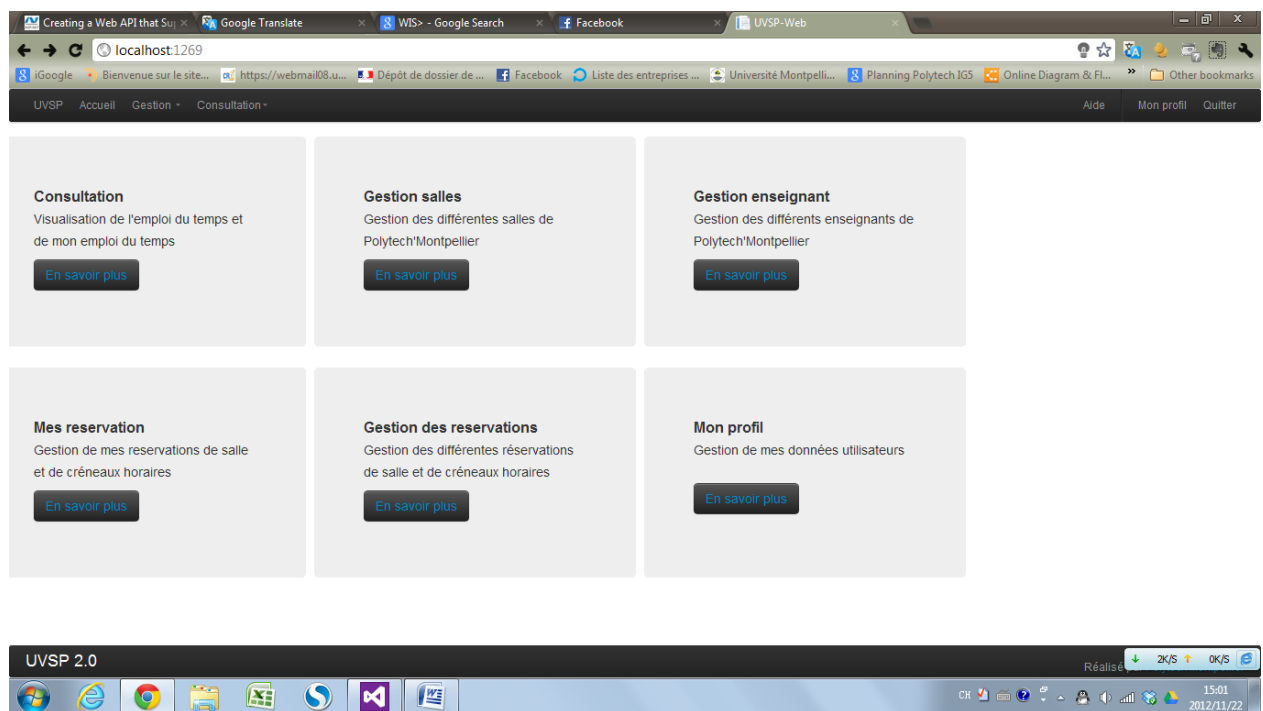 Creating a Web API that Su
Google Translate
WIS> - Google Search
Facebook
UVSP-Web
localhost:1269
iGoogle
Bienvenue sur le site...
https://webmail08.u...
Dépôt de dossier de ...
Facebook
Liste des entreprises ...
Université Montpelli...
Planning Polytech IG5
Online Diagram & Fl...
Other bookmarks
UVSP Accueil Gestion Consultation Aide Mon profil Quitter
Consultation
Visualisation de l'emploi du temps et
de mon emploi du temps
En savoir plus
Gestion salles
Gestion des différentes salles de
Polytech'Montpellier
En savoir plus
Gestion enseignant
Gestion des différents enseignants de
Polytech'Montpellier
En savoir plus
Mes reservation
Gestion de mes reservations de salle
et de créneaux horaires
En savoir plus
Gestion des reservations
Gestion des différentes réservations
de salle et de créneaux horaires
En savoir plus
Mon profil
Gestion de mes données utilisateurs
En savoir plus
UVSP 2.0
Réalisé
2K/S 0K/S
CH
15:01
2012/11/22